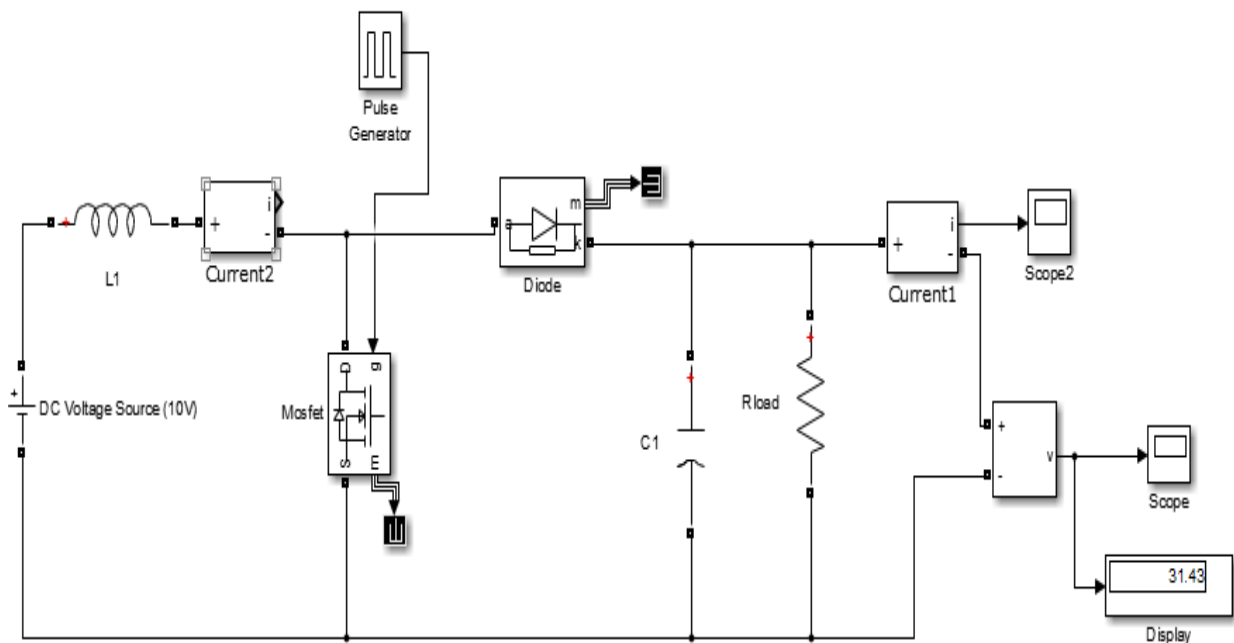 Pulse
Generator
m
a
k
Diode
+
i
-
Current2
L1
+
i
-
Current1
Scope2
+
DC Voltage Source (10V)
D
g
Mosfet
S
m
+
C1
+
Rload
+
-
v
Scope
31.43
Display